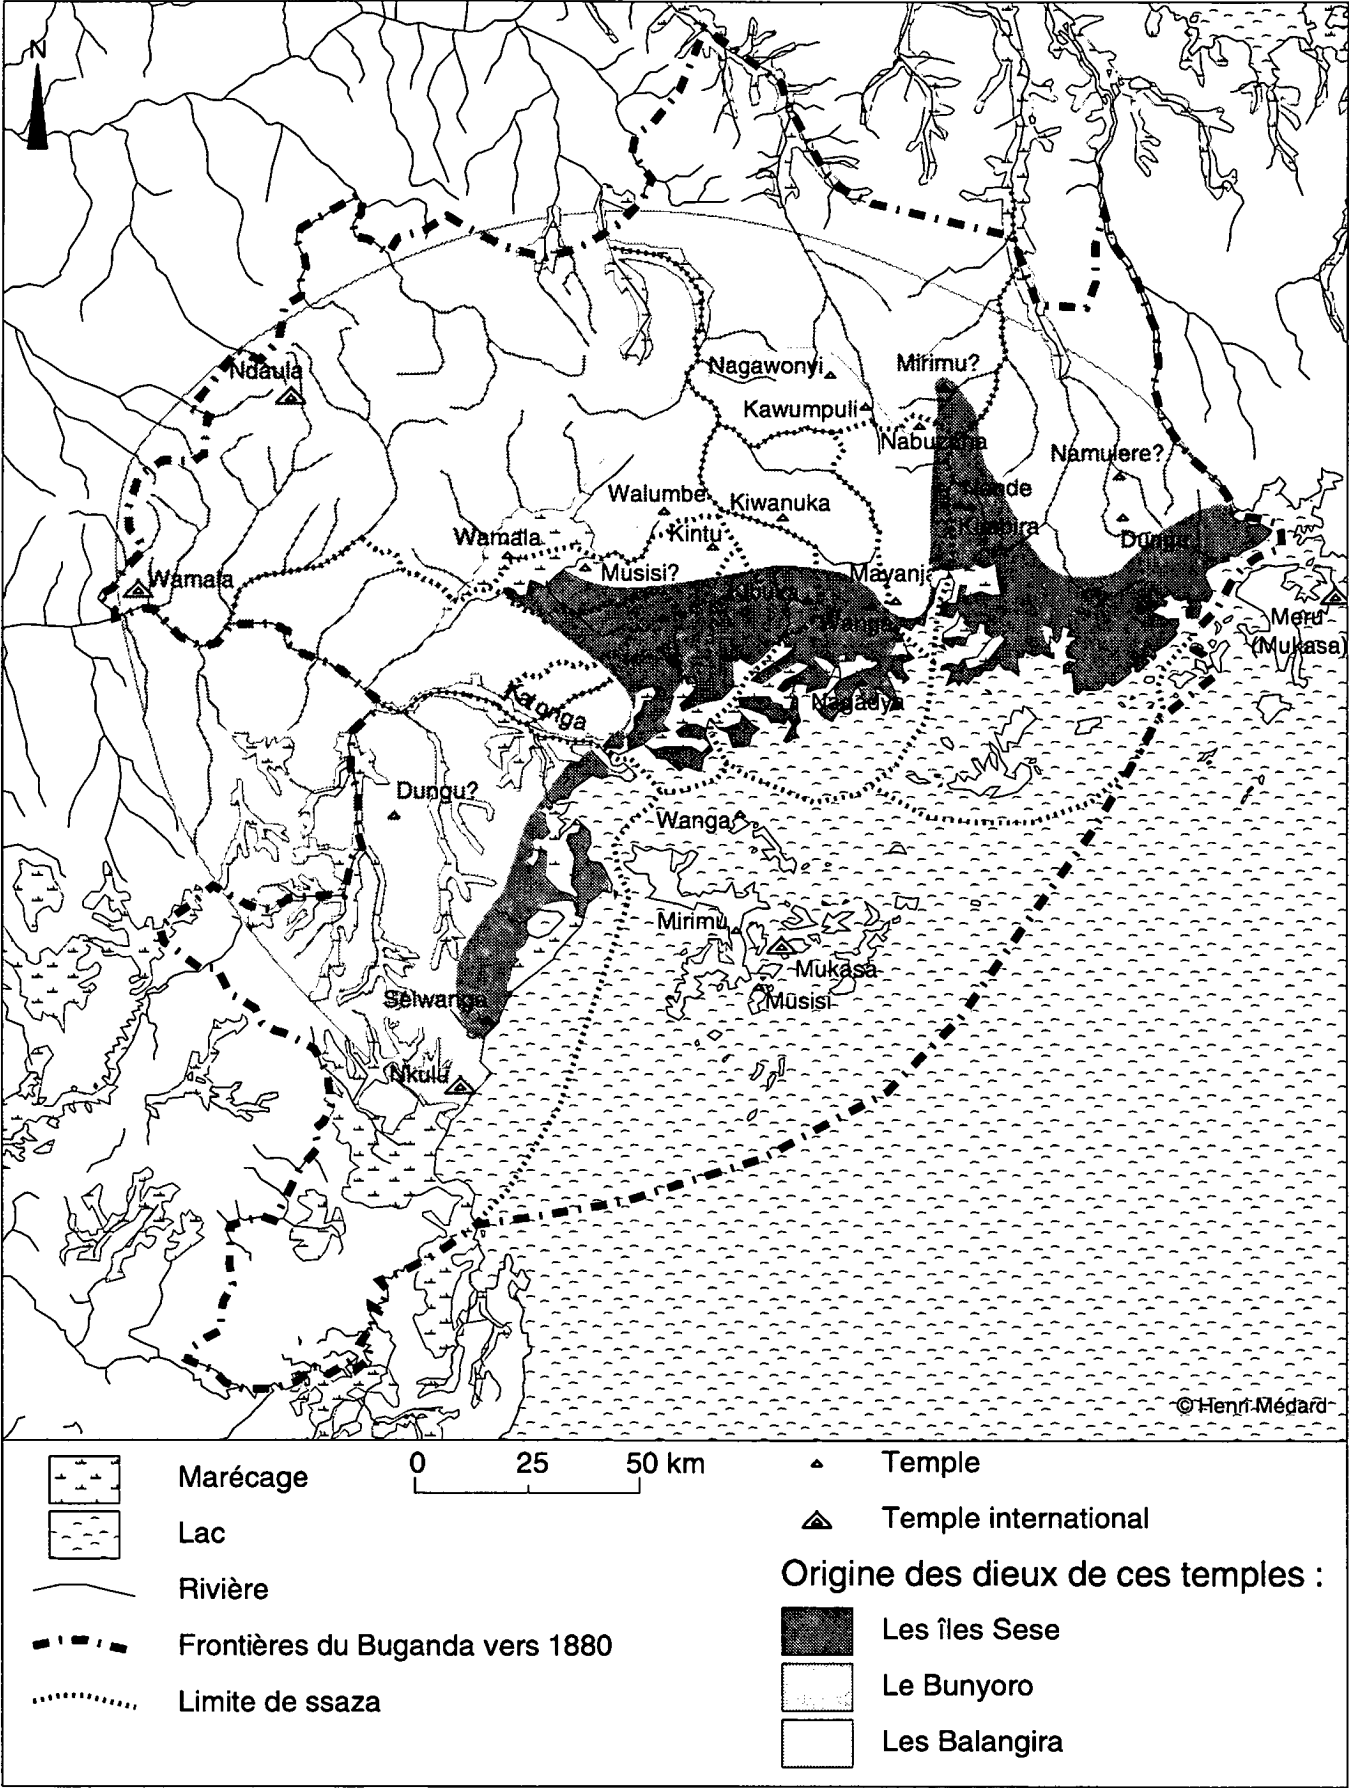 N
Ndaula
Nagawonyi
Mirimu?
Kawumpuli
Nabuzana
Namulere?
Nende
Walumbe
Kiwanuka
Kintu
Wamala
Dungu
Musisi?
Mayanja
Wamala
Kibuka
Wanga
Meru
(Mukasa)
Katonga
Nagadya
Dungu?
Wanga
Mirimu
Mukasa
Musisi
Selwanga
Nkulu
© Henri Médard
Marécage
Lac
Rivière
Frontières du Buganda vers 1880
Limite de ssaza
0 25 50 km
Temple
Temple international
Origine des dieux de ces temples :
Les îles Sese
Le Bunyoro
Les Balangira